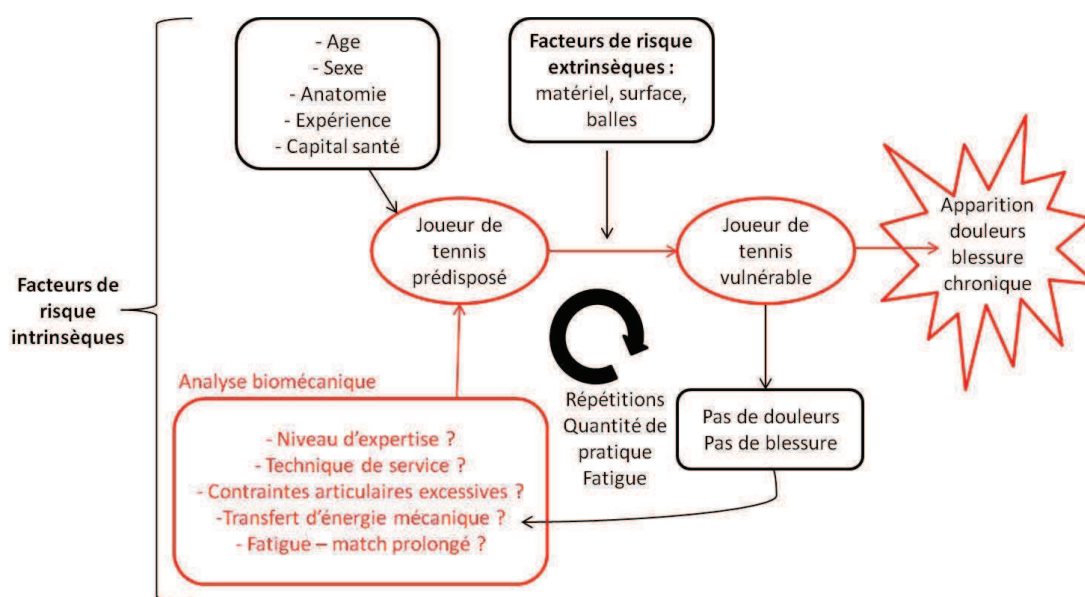 - Age
- Sexe
- Anatomie
- Expérience
- Capital santé
Facteurs de risque
extrinsèques :
matériel, surface,
balles
Joueur de
tennis
prédisposé
Joueur de
tennis
vulnérable
Apparition
douleurs
blessure
chronique
Facteurs de
risque
intrinsèques
Analyse biomécanique
- Niveau d'expertise ?
- Technique de service ?
- Contraintes articulaires excessives ?
-Transfert d'énergie mécanique ?
- Fatigue – match prolongé ?
Répétitions
Quantité de
pratique
Fatigue
Pas de douleurs
Pas de blessure